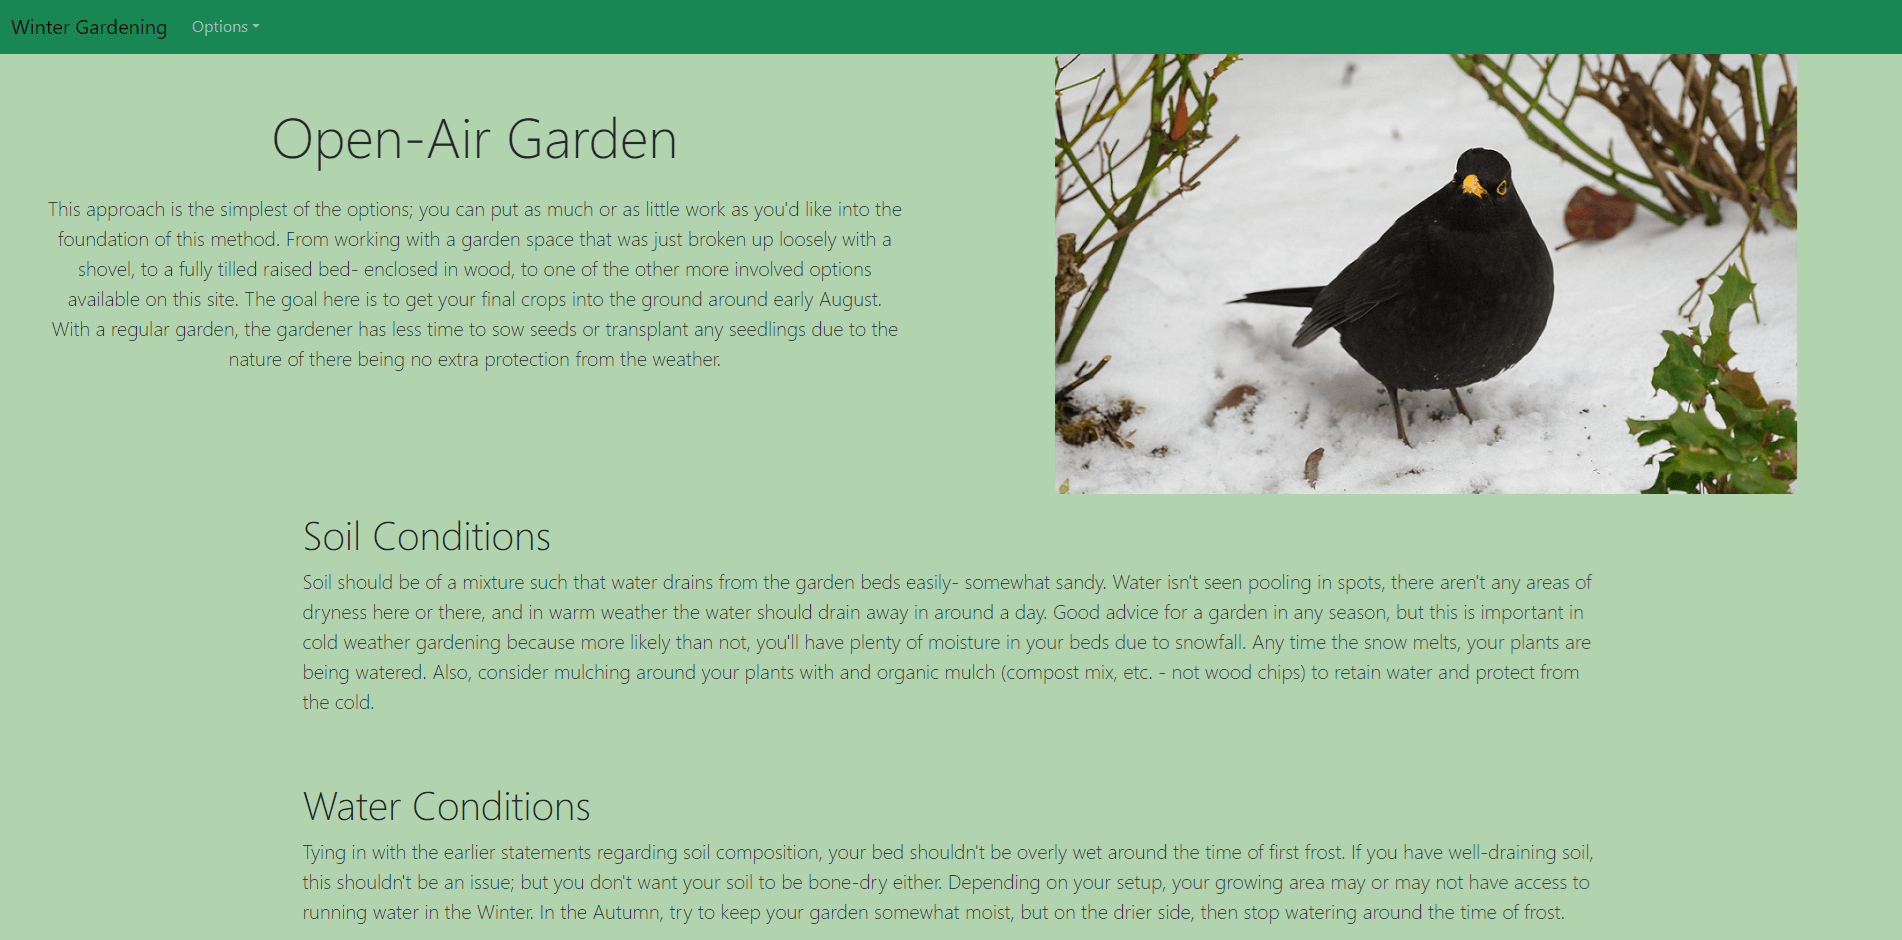 Winter Gardening Options
Open-Air Garden
This approach is the simplest of the options; you can put as much or as little work as you'd like into the
foundation of this method. From working with a garden space that was just broken up loosely with a
shovel, to a fully tilled raised bed- enclosed in wood, to one of the other more involved options
available on this site. The goal here is to get your final crops into the ground around early August.
With a regular garden, the gardener has less time to sow seeds or transplant any seedlings due to the
nature of there being no extra protection from the weather.
Soil Conditions
Soil should be of a mixture such that water drains from the garden beds easily- somewhat sandy. Water isn't seen pooling in spots, there aren't any areas of
dryness here or there, and in warm weather the water should drain away in around a day. Good advice for a garden in any season, but this is important in
cold weather gardening because more likely than not, you'll have plenty of moisture in your beds due to snowfall. Any time the snow melts, your plants are
being watered. Also, consider mulching around your plants with and organic mulch (compost mix, etc. - not wood chips) to retain water and protect from
the cold.
Water Conditions
Tying in with the earlier statements regarding soil composition, your bed shouldn't be overly wet around the time of first frost. If you have well-draining soil,
this shouldn't be an issue; but you don't want your soil to be bone-dry either. Depending on your setup, your growing area may or may not have access to
running water in the Winter. In the Autumn, try to keep your garden somewhat moist, but on the drier side, then stop watering around the time of frost.